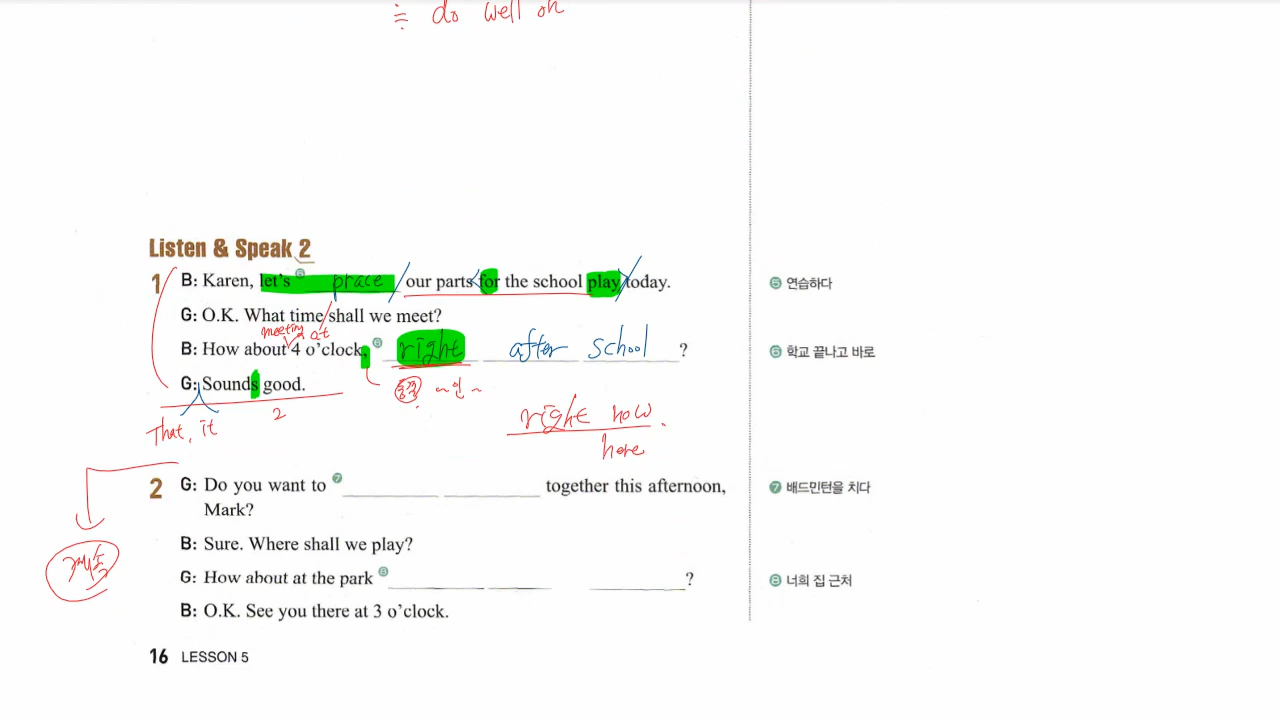 ≒ do well on
Listen & Speak 2
1 B: Karen, let's ⑤ prace our parts for the school play today.
⑤ 연습하다
G: O.K. What time shall we meet?
meeting at
B: How about 4 o'clock, ⑥ right after school ?
⑥ 학교 끝나고 바로
G: Sounds good.
동격 ~인~
2
That, it
right now.
here
2 G: Do you want to ⑦ together this afternoon,
⑦ 배드민턴을 치다
Mark?
B: Sure. Where shall we play?
G: How about at the park ⑧ ?
⑧ 너희 집 근처
B: O.K. See you there at 3 o'clock.
16 LESSON 5